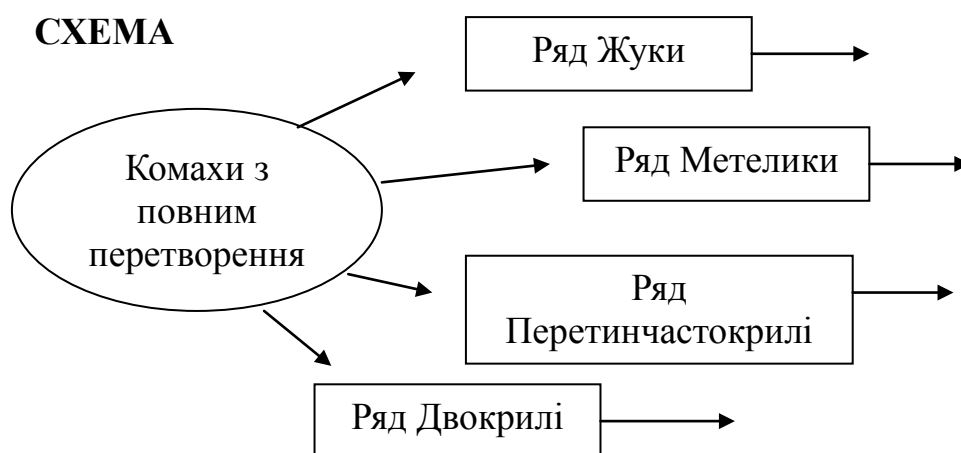 СХЕМА
Ряд Жуки
Комахи з
повним
перетворення
Ряд Метелики
Ряд
Перетинчастокрилі
Ряд Двокрилі